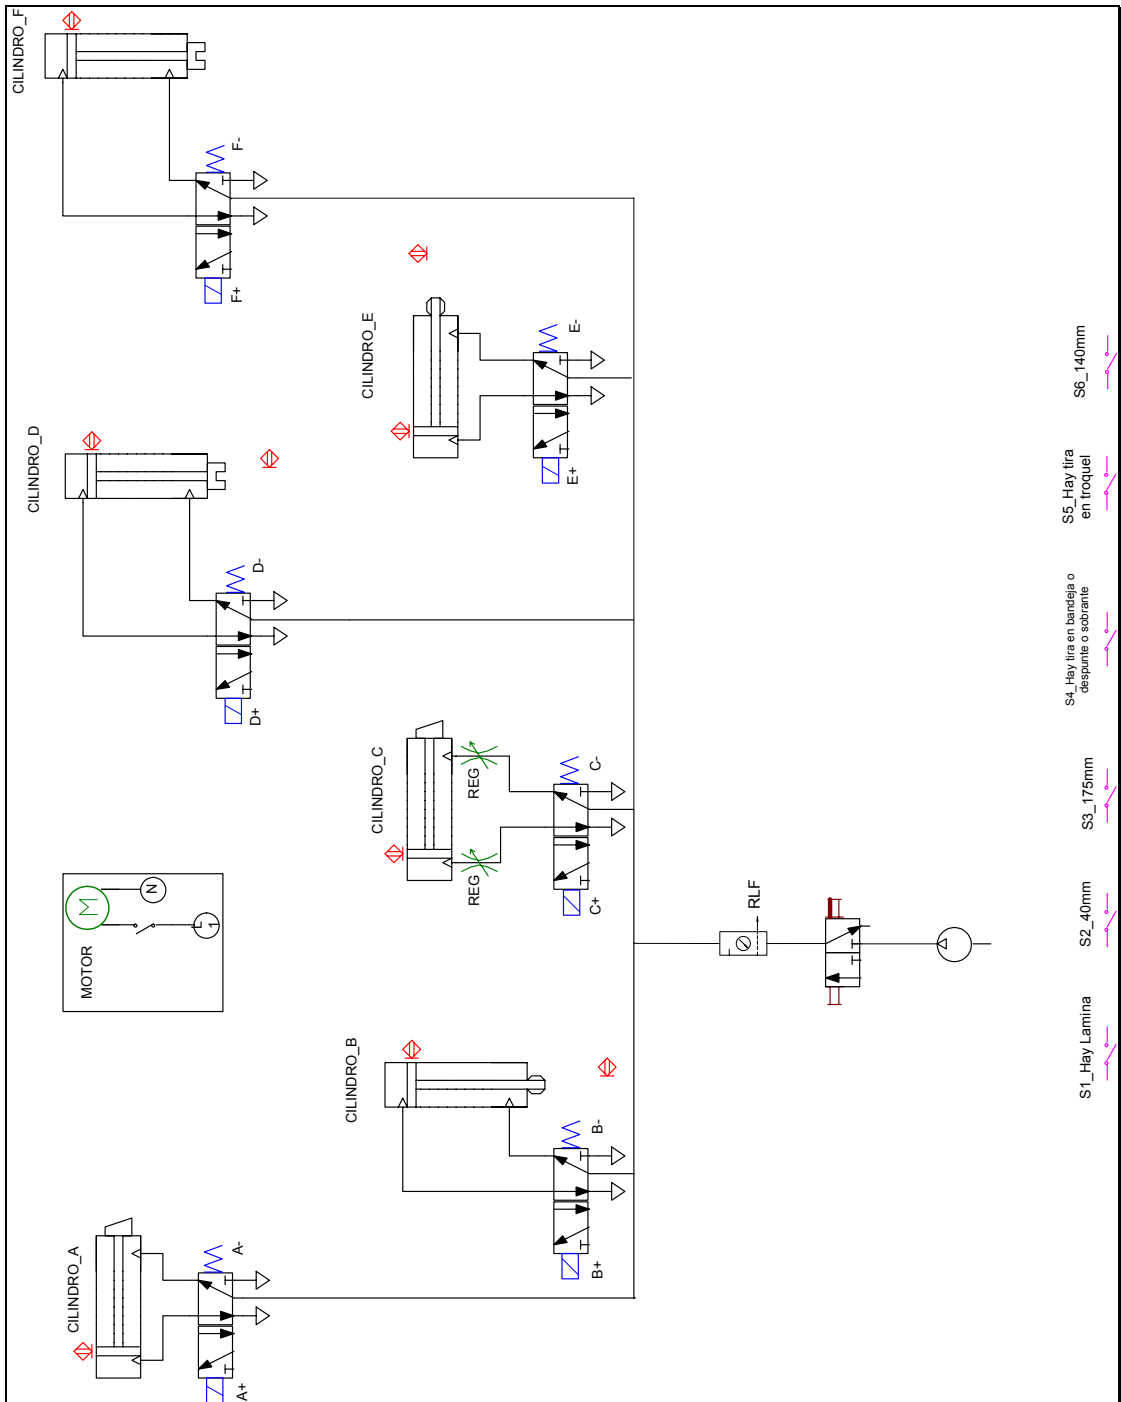 CILINDRO_F
F-
F+
CILINDRO_E
E-
E+
CILINDRO_D
D-
D+
CILINDRO_C
REG
REG
C-
C+
MOTOR
M
N
L
1
CILINDRO_B
B-
B+
CILINDRO_A
A-
A+
RLF
S6_140mm
S5_Hay tira
en troquel
S4_Hay tira en bandeja o
despunte o sobrante
S3_175mm
S2_40mm
S1_Hay Lamina